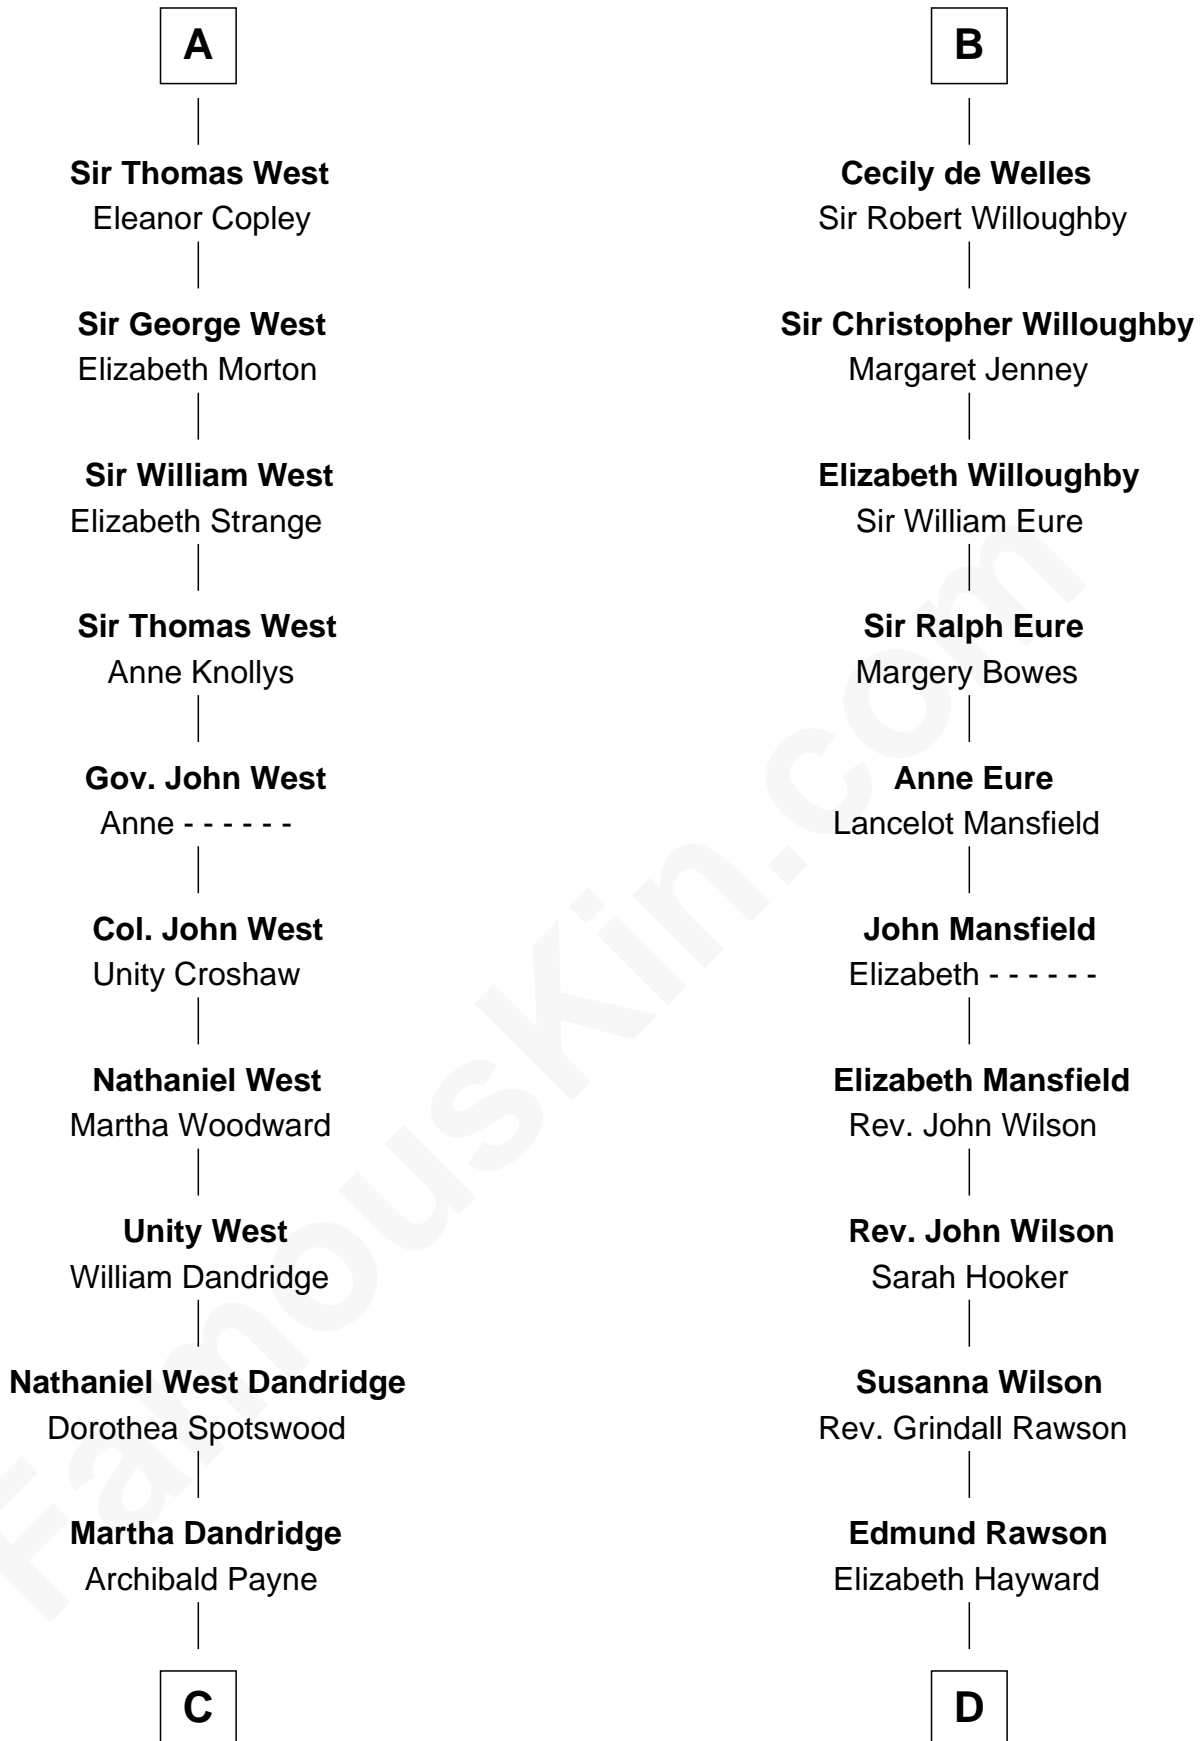 A
Sir Thomas West
Eleanor Copley
Sir George West
Elizabeth Morton
Sir William West
Elizabeth Strange
Sir Thomas West
Anne Knollys
Gov. John West
Anne - - - - - -
Col. John West
Unity Croshaw
Nathaniel West
Martha Woodward
Unity West
William Dandridge
Nathaniel West Dandridge
Dorothea Spotswood
Martha Dandridge
Archibald Payne
C
B
Cecily de Welles
Sir Robert Willoughby
Sir Christopher Willoughby
Margaret Jenney
Elizabeth Willoughby
Sir William Eure
Sir Ralph Eure
Margery Bowes
Anne Eure
Lancelot Mansfield
John Mansfield
Elizabeth - - - - - -
Elizabeth Mansfield
Rev. John Wilson
Rev. John Wilson
Sarah Hooker
Susanna Wilson
Rev. Grindall Rawson
Edmund Rawson
Elizabeth Hayward
D
FamousKin.com